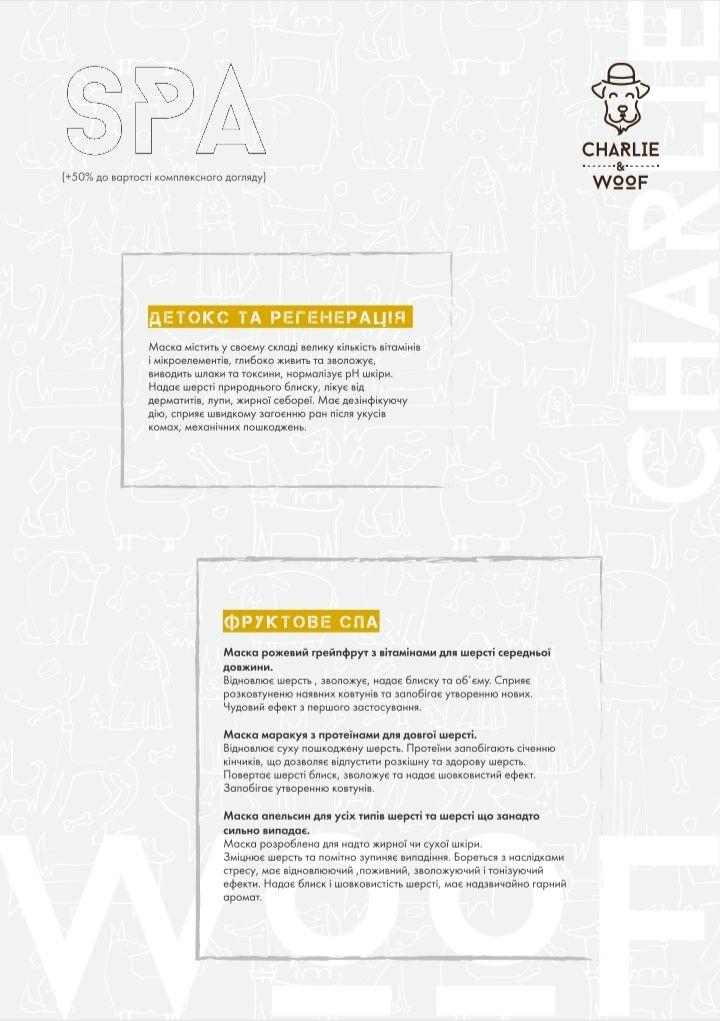 SPA
(+50% до вартості комплексного догляду)
CHARLIE
&
WOOF
CHARLIE
ДЕТОКС ТА РЕГЕНЕРАЦІЯ
Маска містить у своєму складі велику кількість вітамінів
і мікроелементів, глибоко живить та зволожує,
виводить шлаки та токсини, нормалізує pH шкіри.
Надає шерсті природнього блиску, лікує від
дерматитів, лупи, жирної себореї. Має дезінфікуючу
дію, сприяє швидкому загоєнню ран після укусів
комах, механічних пошкоджень.
ФРУКТОВЕ СПА
Маска рожевий грейпфрут з вітамінами для шерсті середньої
довжини.
Відновлює шерсть , зволожує, надає блиску та об’єму. Сприяє
розковтуненю наявних ковтунів та запобігає утворенню нових.
Чудовий ефект з першого застосування.
Маска маракуя з протеїнами для довгої шерсті.
Відновлює суху пошкоджену шерсть. Протеїни запобігають січенню
кінчиків, що дозволяє відпустити розкішну та здорову шерсть.
Повертає шерсті блиск, зволожує та надає шовковистий ефект.
Запобігає утворенню ковтунів.
Маска апельсин для усіх типів шерсті та шерсті що занадто
сильно випадає.
Маска розроблена для надто жирної чи сухої шкіри.
Зміцнює шерсть та помітно зупиняє випадіння. Бореться з наслідками
стресу, має відновлюючий ,поживний, зволожуючий і тонізуючий
ефекти. Надає блиск і шовковистість шерсті, має надзвичайно гарний
аромат.
WOOF